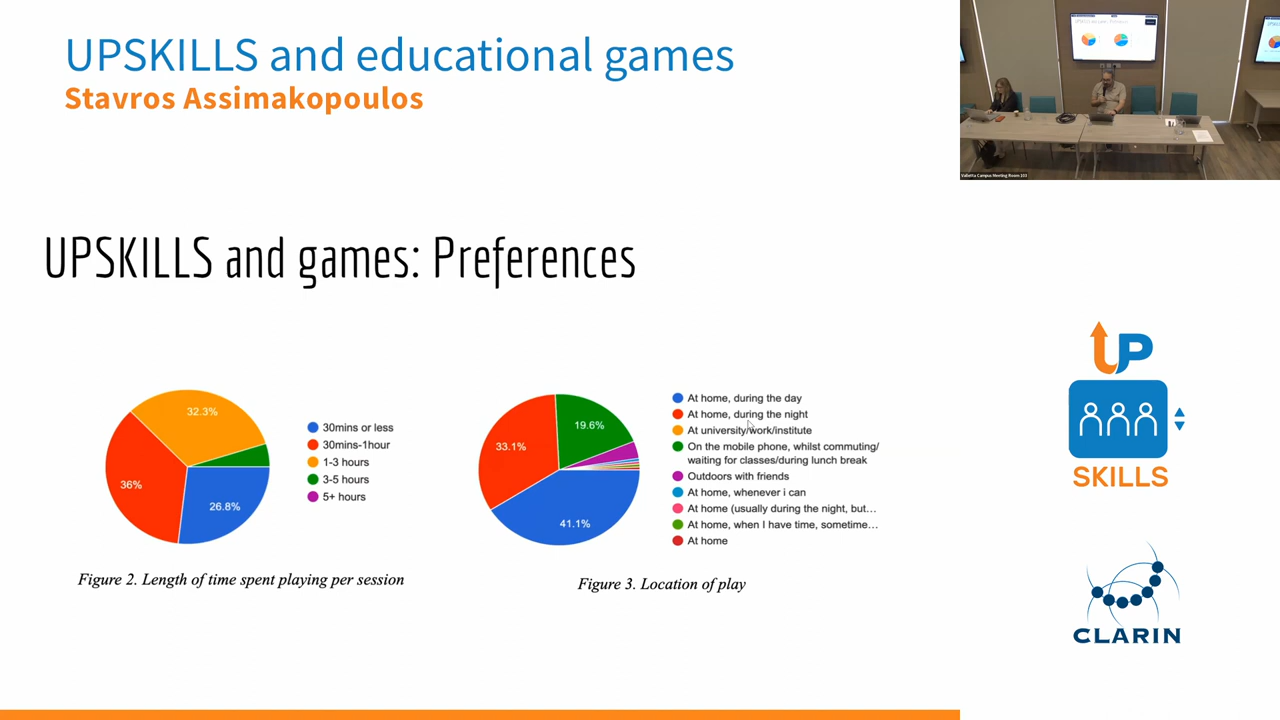 UPSKILLS and educational games
Stavros Assimakopoulos
Valletta Campus Meeting Room 103
UPSKILLS and games: Preferences
32.3%
36%
26.8%
30mins or less
30mins-1hour
1-3 hours
3-5 hours
5+ hours
Figure 2. Length of time spent playing per session
19.6%
33.1%
41.1%
At home, during the day
At home, during the night
At university/work/institute
On the mobile phone, whilst commuting/
waiting for classes/during lunch break
Outdoors with friends
At home, whenever i can
At home (usually during the night, but…
At home, when I have time, sometime…
At home
Figure 3. Location of play
UP
SKILLS
CLARIN